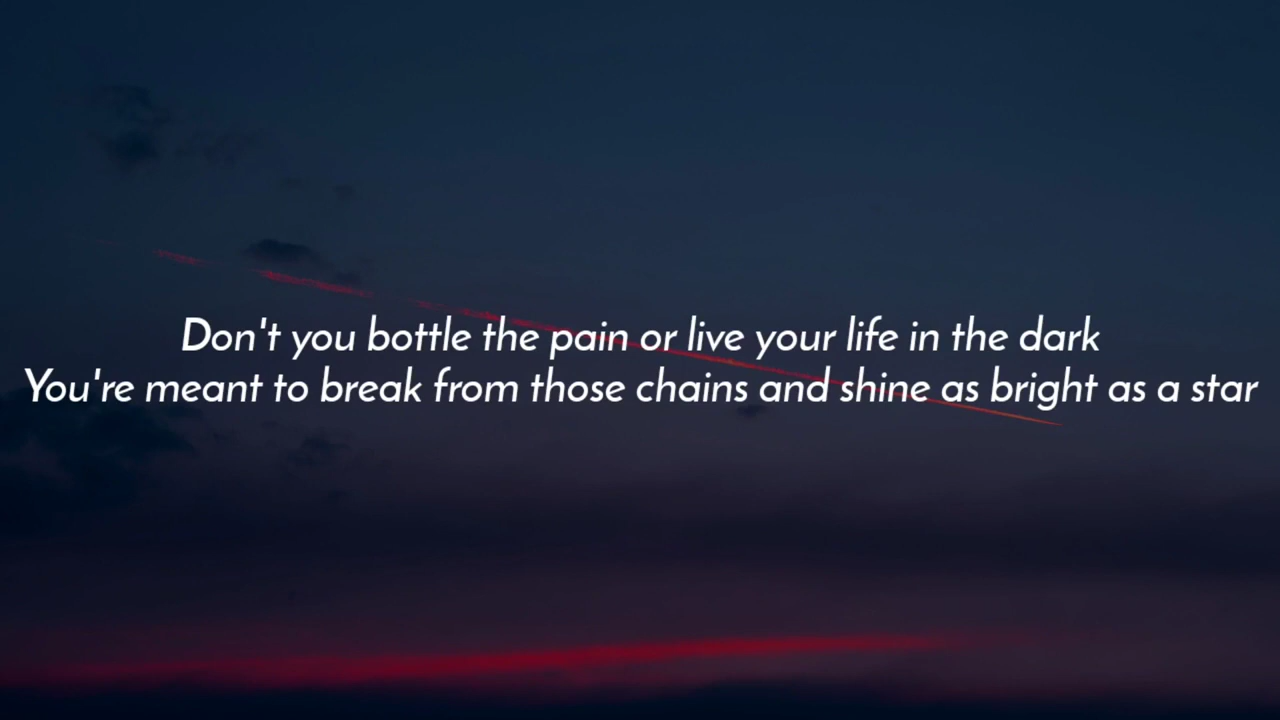 Don't you bottle the pain or live your life in the dark
You're meant to break from those chains and shine as bright as a star